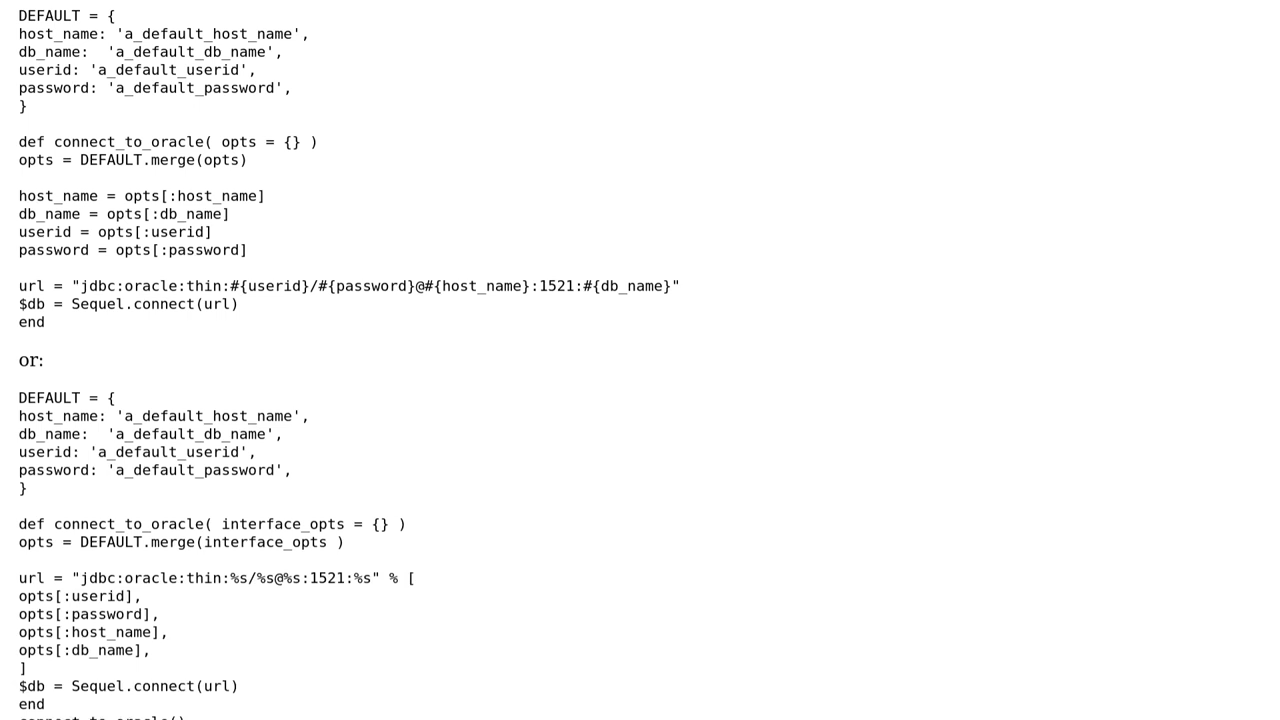 DEFAULT = {
host_name: 'a_default_host_name',
db_name:  'a_default_db_name',
userid: 'a_default_userid',
password: 'a_default_password',
}

def connect_to_oracle( opts = {} )
opts = DEFAULT.merge(opts)

host_name = opts[:host_name]
db_name = opts[:db_name]
userid = opts[:userid]
password = opts[:password]

url = "jdbc:oracle:thin:#{userid}/#{password}@#{host_name}:1521:#{db_name}"
$db = Sequel.connect(url)
end

or:

DEFAULT = {
host_name: 'a_default_host_name',
db_name:  'a_default_db_name',
userid: 'a_default_userid',
password: 'a_default_password',
}

def connect_to_oracle( interface_opts = {} )
opts = DEFAULT.merge(interface_opts )

url = "jdbc:oracle:thin:%s/%s@%s:1521:%s" % [
opts[:userid],
opts[:password],
opts[:host_name],
opts[:db_name],
]
$db = Sequel.connect(url)
end